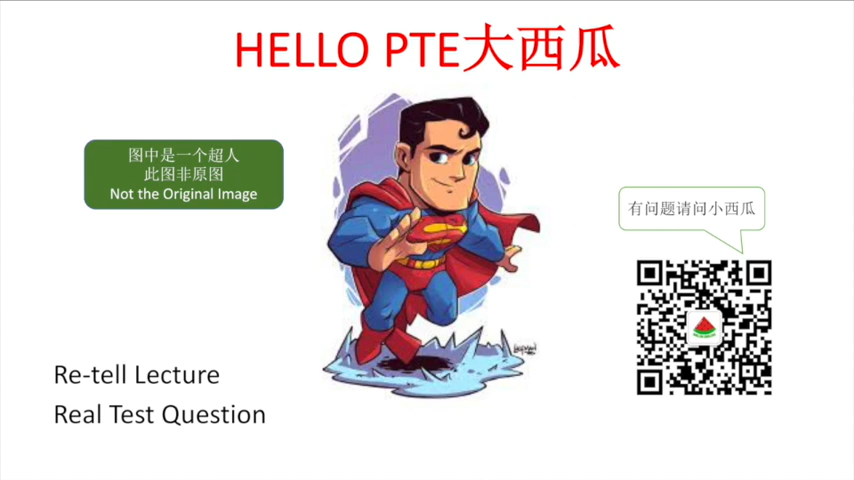 HELLO PTE大西瓜
图中是一个超人
此图非原图
Not the Original Image
有问题请问小西瓜
Re-tell Lecture
Real Test Question